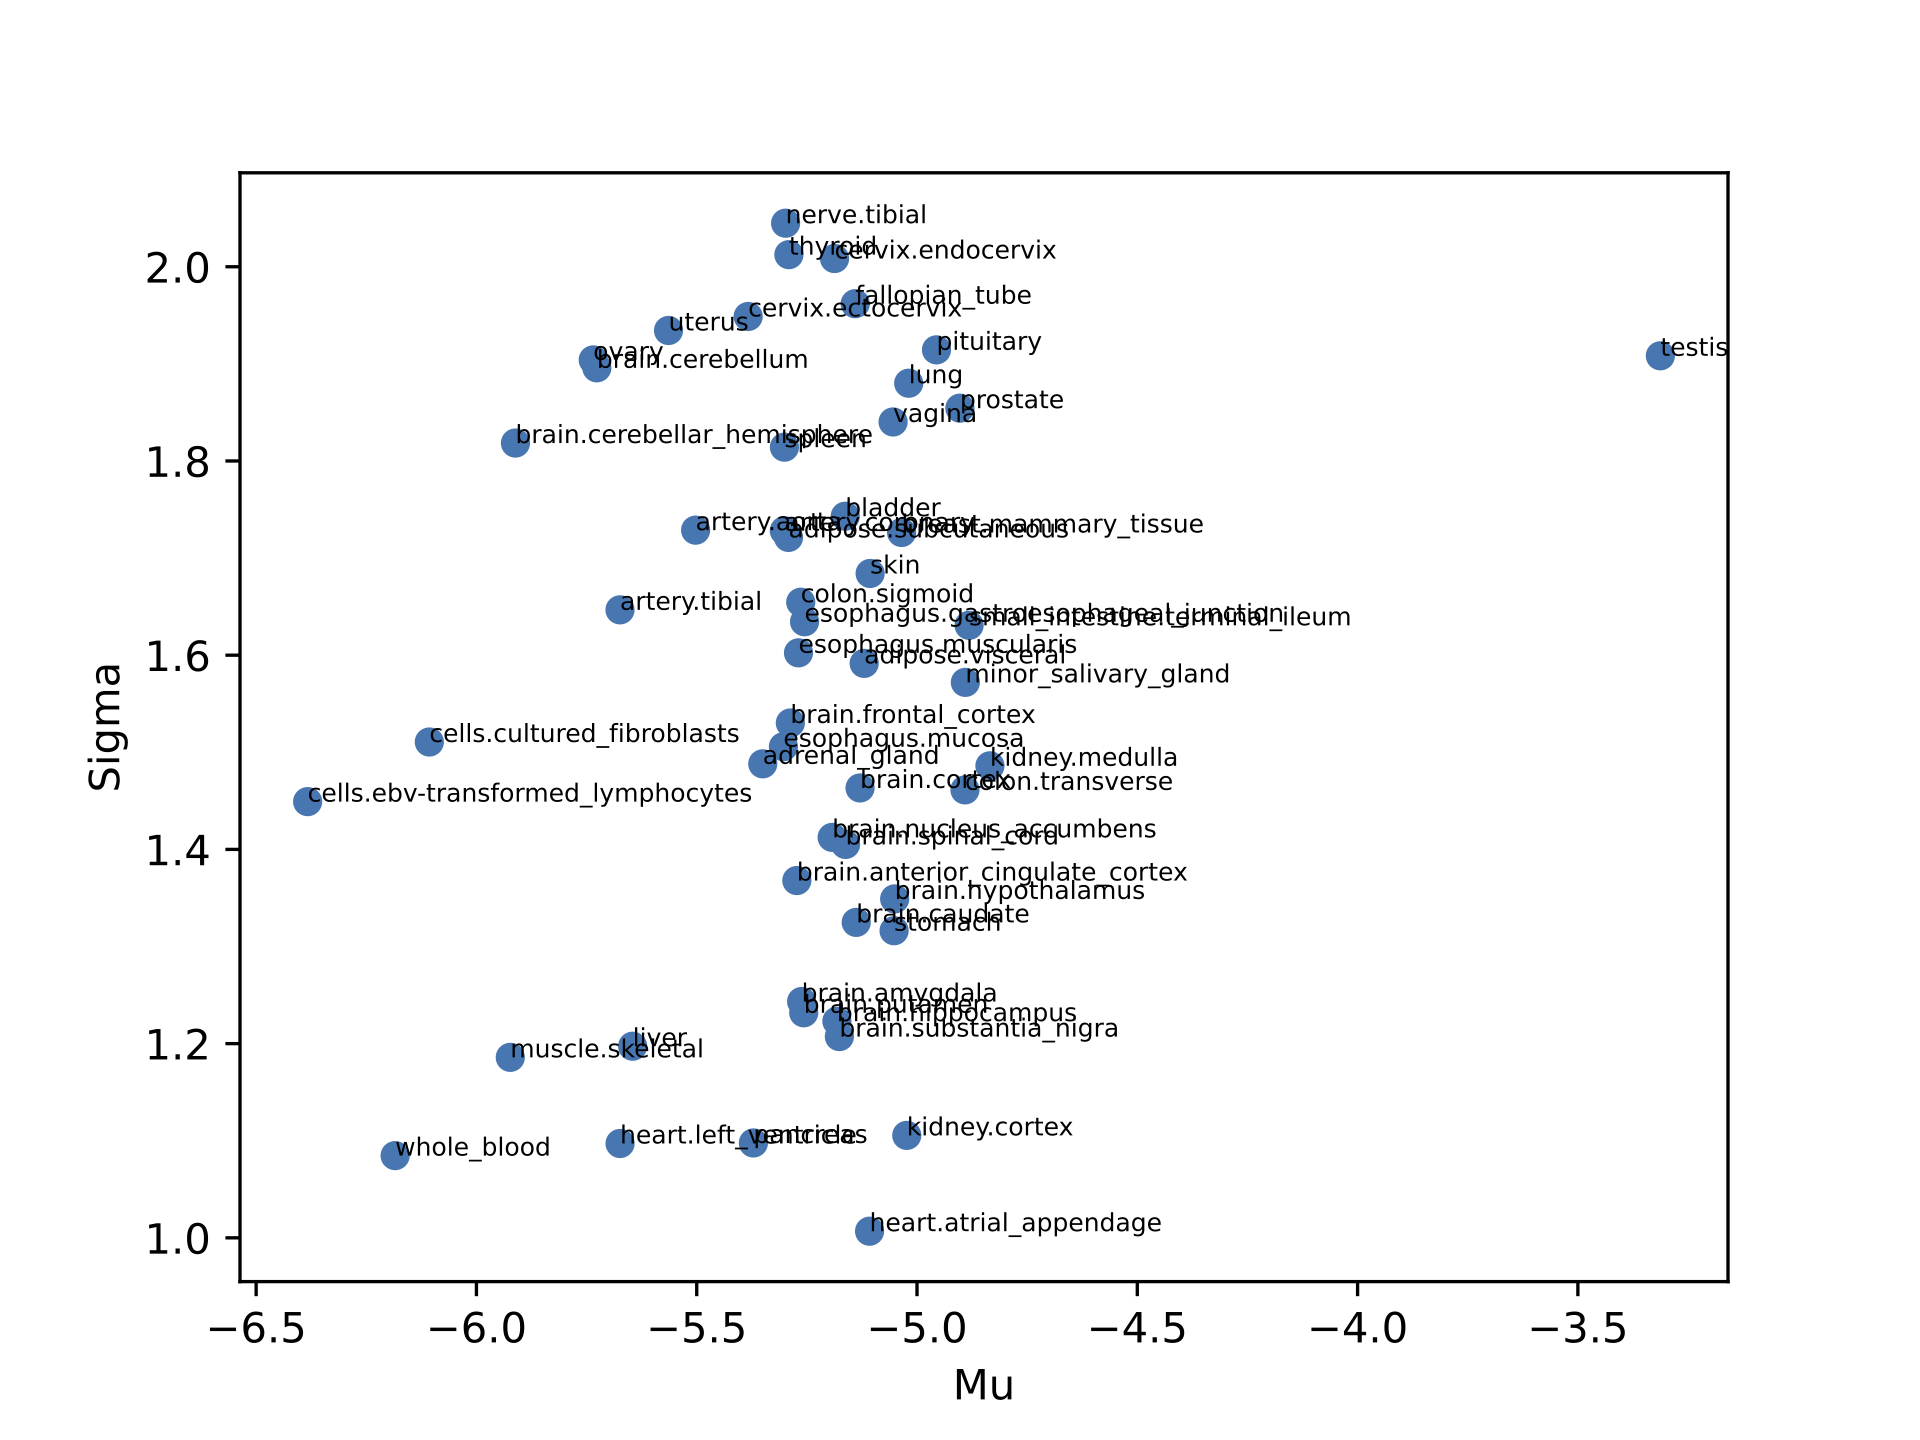 nerve.tibial
thyroid
cervix.endocervix
fallopian_tube
cervix.ectocervix
uterus
pituitary
testis
ovary
brain.cerebellum
lung
prostate
vagina
brain.cerebellar_hemisphere
spleen
bladder
artery.aorta
artery.coronary
breast.mammary_tissue
adipose.subcutaneous
skin
colon.sigmoid
artery.tibial
esophagus.gastroesophageal_junction
small_intestine.terminal_ileum
esophagus.muscularis
adipose.visceral
minor_salivary_gland
brain.frontal_cortex
cells.cultured_fibroblasts
esophagus.mucosa
adrenal_gland
kidney.medulla
brain.cortex
colon.transverse
cells.ebv-transformed_lymphocytes
brain.nucleus_accumbens
brain.spinal_cord
brain.anterior_cingulate_cortex
brain.hypothalamus
brain.caudate
stomach
brain.amygdala
brain.putamen
brain.hippocampus
brain.substantia_nigra
liver
muscle.skeletal
kidney.cortex
heart.left_ventricle
pancreas
whole_blood
heart.atrial_appendage
2.0
1.8
1.6
1.4
1.2
1.0
Sigma
−6.5 −6.0 −5.5 −5.0 −4.5 −4.0 −3.5
Mu